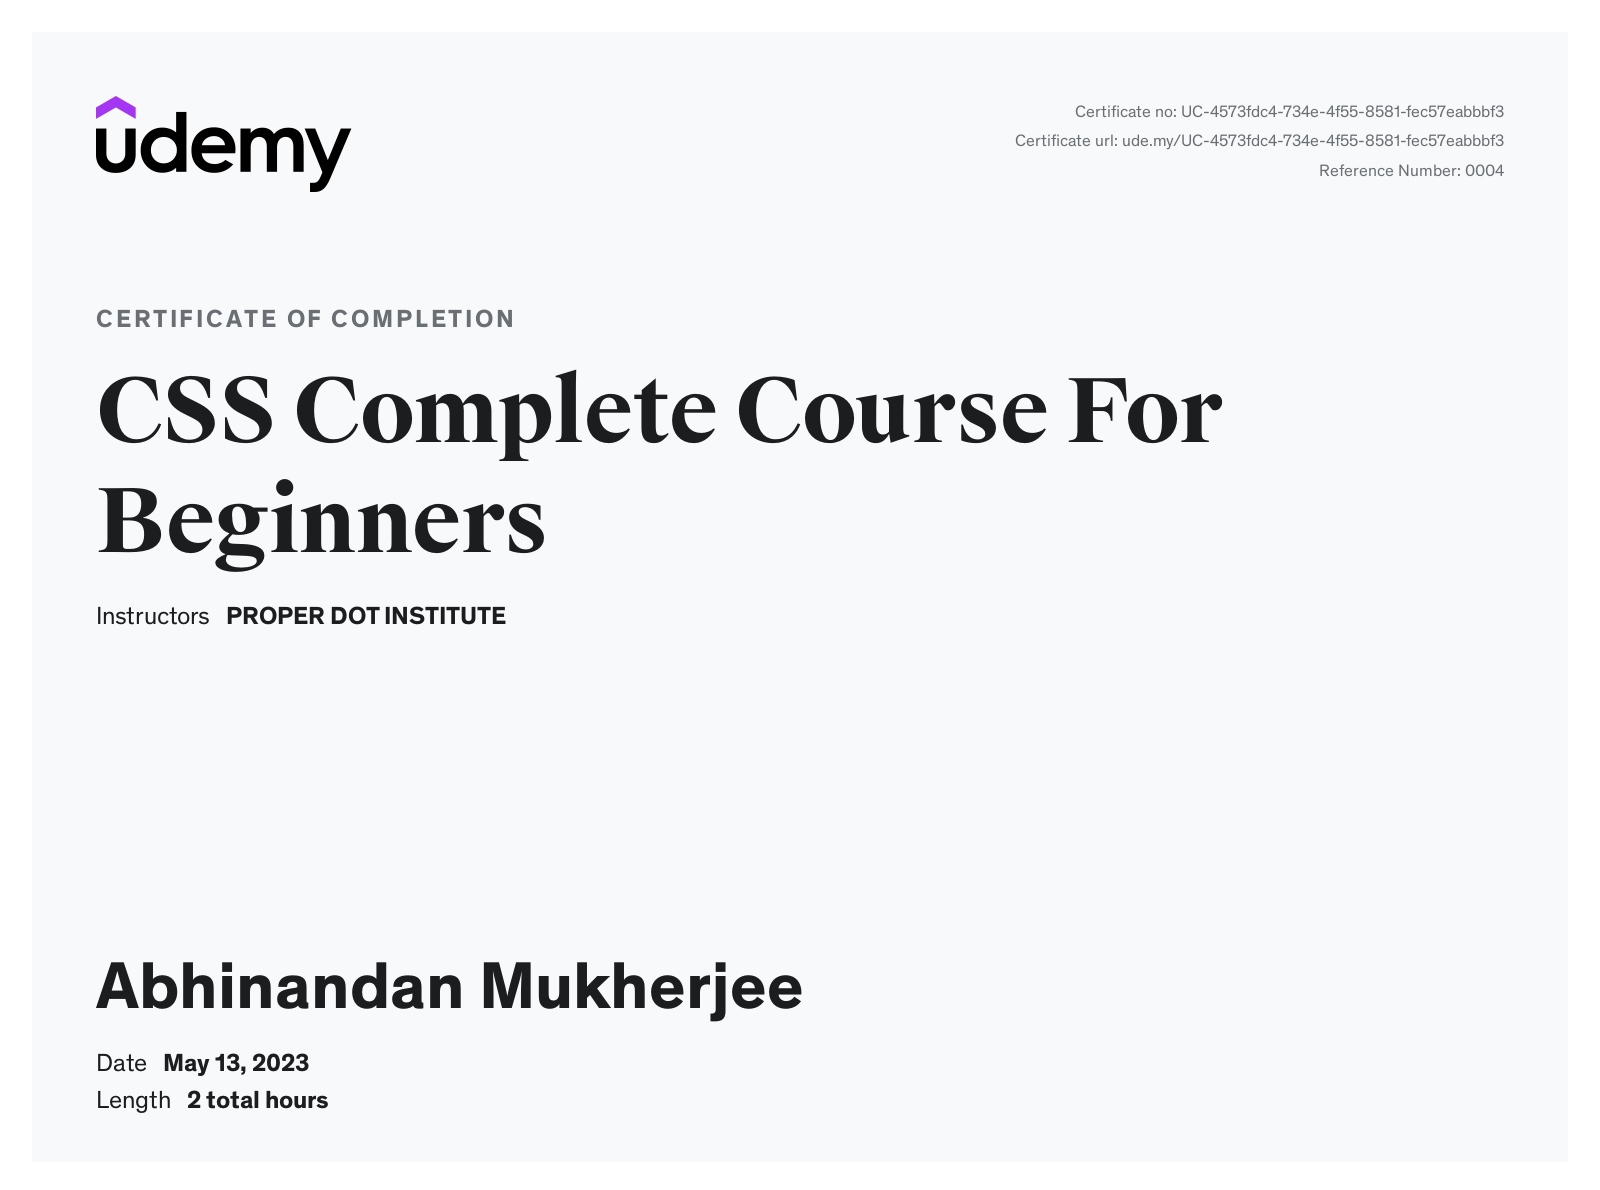 udemy
Certificate no: UC-4573fdc4-734e-4f55-8581-fec57eabbbf3
Certificate url: ude.my/UC-4573fdc4-734e-4f55-8581-fec57eabbbf3
Reference Number: 0004
CERTIFICATE OF COMPLETION
CSS Complete Course For
Beginners
Instructors PROPER DOT INSTITUTE
Abhinandan Mukherjee
Date May 13, 2023
Length 2 total hours